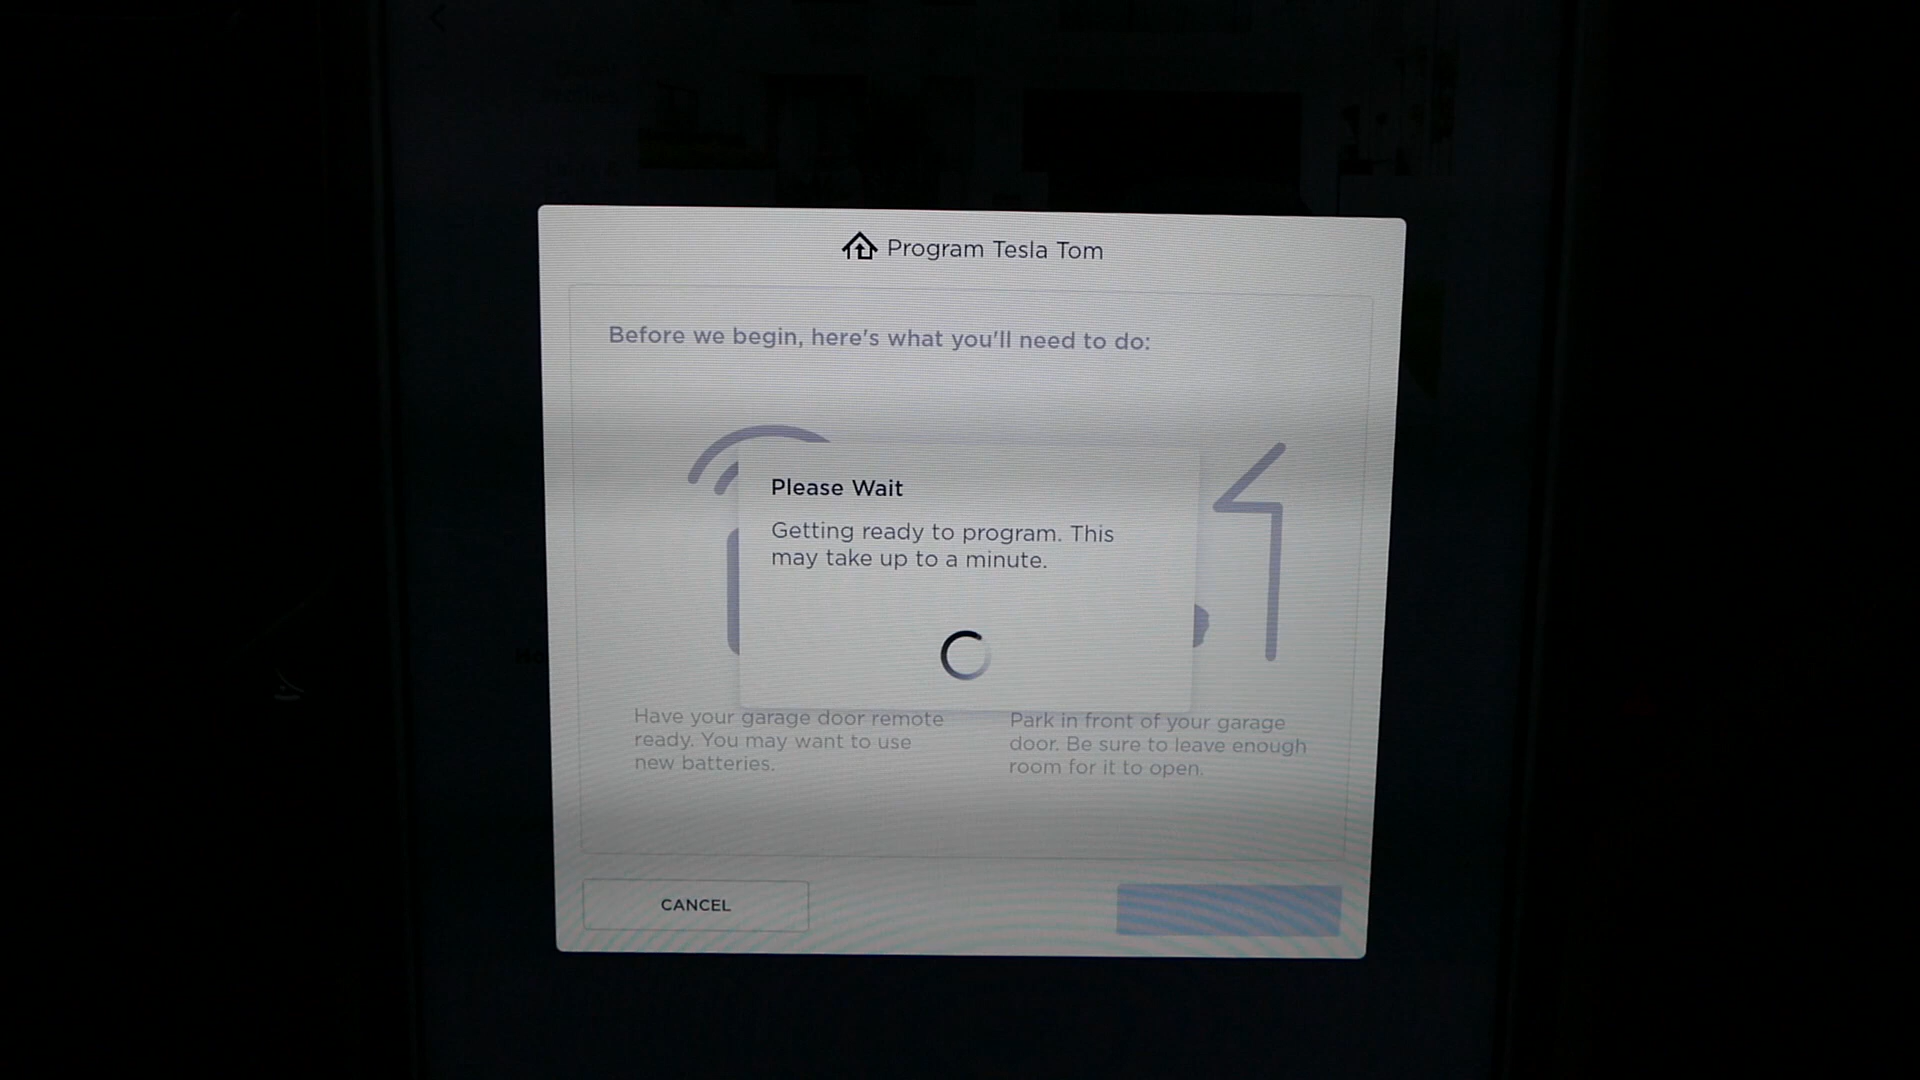 Program Tesla Tom
Before we begin, here's what you'll need to do:
Please Wait
Getting ready to program. This
may take up to a minute.
Have your garage door remote
ready. You may want to use
new batteries.
Park in front of your garage
door. Be sure to leave enough
room for it to open.
CANCEL